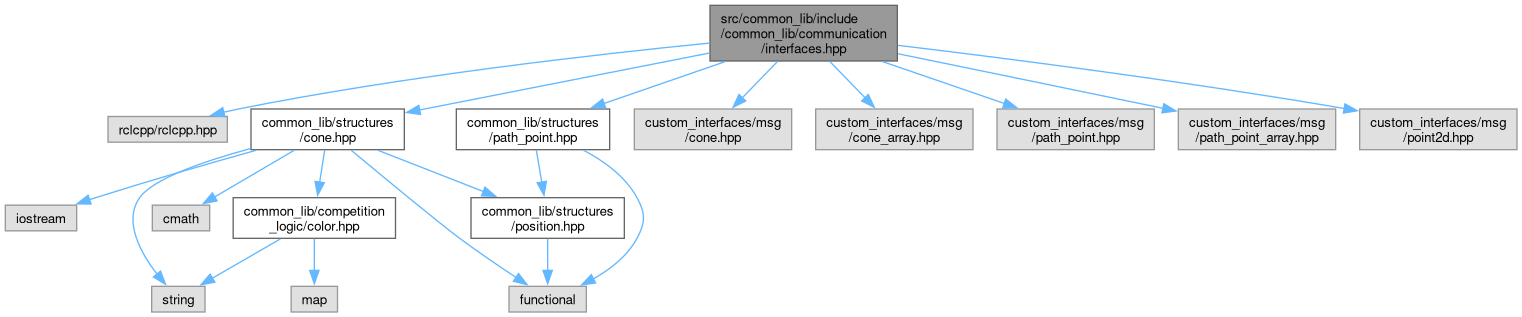 src/common_lib/include
/common_lib/communication
/interfaces.hpp
rclcpp/rclcpp.hpp
common_lib/structures
/cone.hpp
common_lib/structures
/path_point.hpp
custom_interfaces/msg
/cone.hpp
custom_interfaces/msg
/cone_array.hpp
custom_interfaces/msg
/path_point.hpp
custom_interfaces/msg
/path_point_array.hpp
custom_interfaces/msg
/point2d.hpp
iostream
cmath
common_lib/competition
_logic/color.hpp
common_lib/structures
/position.hpp
string
map
functional